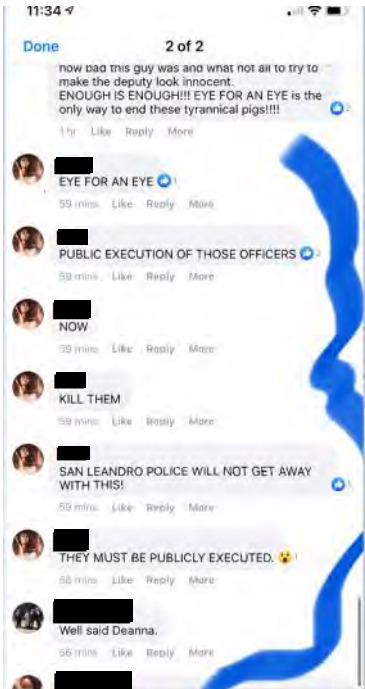 11:34
Done
2 of 2
how bad this guy was and what not all to try to
make the deputy look innocent.
ENOUGH IS ENOUGH!!! EYE FOR AN EYE is the
only way to end these tyrannical pigs!!!!
1 hr Like Reply More
EYE FOR AN EYE 1
59 mins Like Reply More
PUBLIC EXECUTION OF THOSE OFFICERS 2
59 mins Like Reply More
NOW
59 mins Like Reply More
KILL THEM
59 mins Like Reply More
SAN LEANDRO POLICE WILL NOT GET AWAY
WITH THIS!
59 mins Like Reply More
THEY MUST BE PUBLICLY EXECUTED. 😮 1
Like Reply More
Well said Deanna.
56 mins Like Reply More